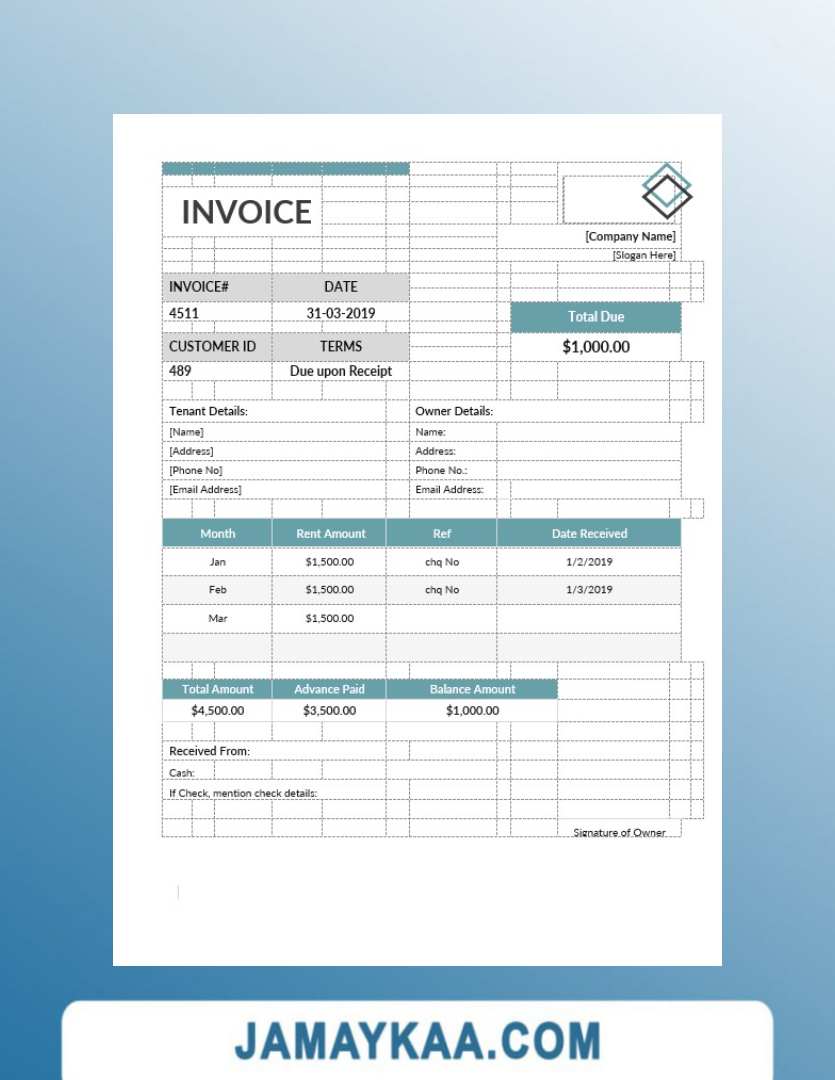 INVOICE
[Company Name]
[Slogan Here]
INVOICE# DATE
4511 31-03-2019
Total Due
CUSTOMER ID TERMS
$1,000.00
489 Due upon Receipt
Tenant Details: Owner Details:
[Name] Name:
[Address] Address:
[Phone No] Phone No.:
[Email Address] Email Address:
Month Rent Amount Ref Date Received
Jan $1,500.00 chq No 1/2/2019
Feb $1,500.00 chq No 1/3/2019
Mar $1,500.00
Total Amount Advance Paid Balance Amount
$4,500.00 $3,500.00 $1,000.00
Received From:
Cash:
If Check, mention check details:
Signature of Owner
JAMAYKAA.COM